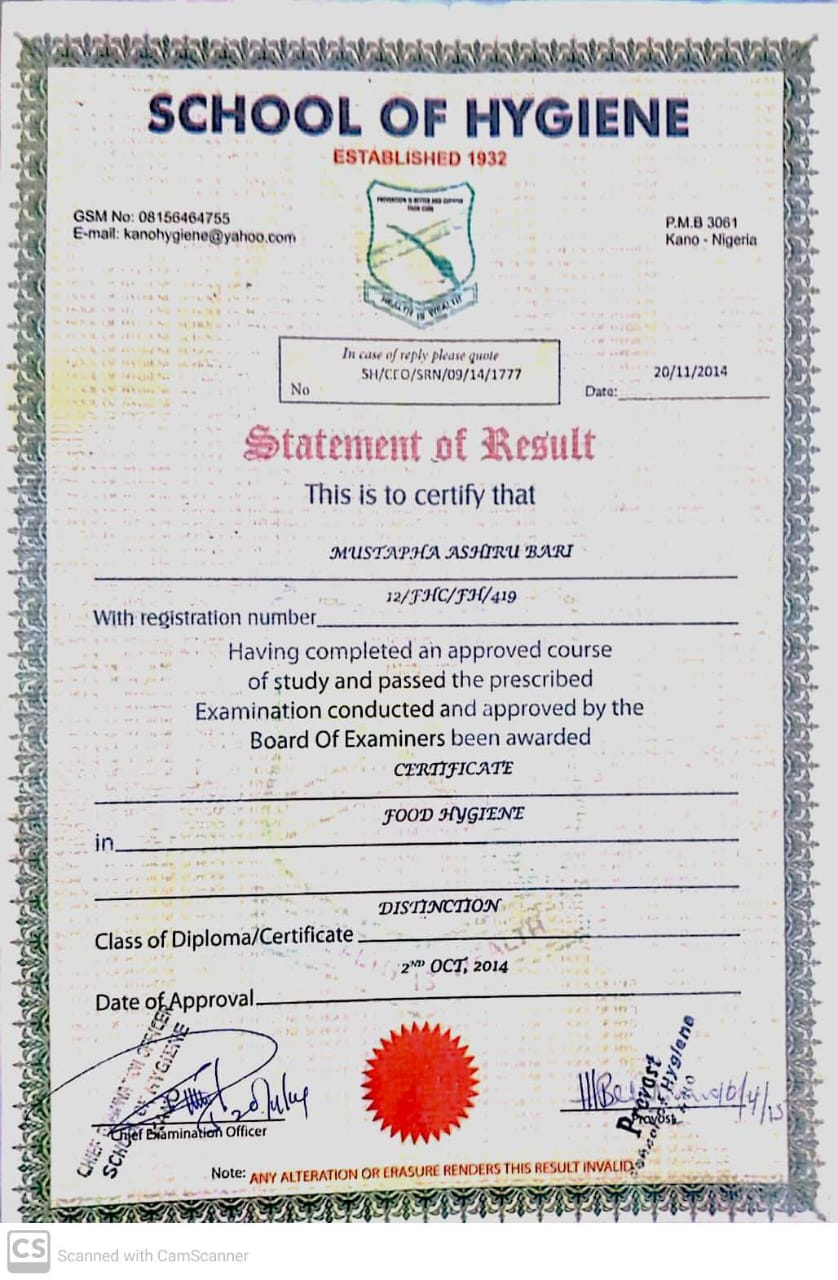 SCHOOL OF HYGIENE
ESTABLISHED 1932
GSM No: 08156464755
E-mail: kanohygiene@yahoo.com
P.M.B 3061
Kano - Nigeria
PREVENTION IS BETTER AND CHEAPER
THAN CURE
HEALTH IS WEALTH
In case of reply please quote
SH/CEO/SRN/09/14/1777
No
20/11/2014
Date:
Statement of Result
This is to certify that
MUSTAPHA ASHIRU BARI
12/FHC/FH/419
With registration number
Having completed an approved course
of study and passed the prescribed
Examination conducted and approved by the
Board Of Examiners been awarded
CERTIFICATE
FOOD HYGIENE
in
DISTINCTION
Class of Diploma/Certificate
2ND OCT, 2014
Date of Approval
CHIEF EXAMINATION OFFICER
SCHOOL OF HYGIENE
20/11/14
Chief Examination Officer
Provost
School of Hygiene
Provost
Note: ANY ALTERATION OR ERASURE RENDERS THIS RESULT INVALID
CS Scanned with CamScanner